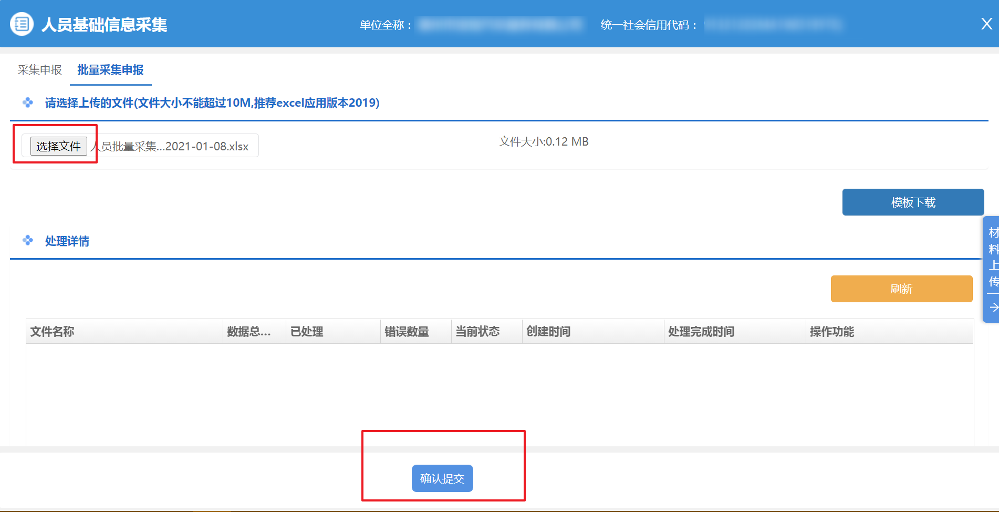 人员基础信息采集
单位全称：
统一社会信用代码：
X
采集申报
批量采集申报
请选择上传的文件(文件大小不能超过10M,推荐excel应用版本2019)
选择文件
人员批量采集...2021-01-08.xlsx
文件大小:0.12 MB
模板下载
处理详情
材料上传
刷新
文件名称 数据总... 已处理 错误数量 当前状态 创建时间 处理完成时间 操作功能
确认提交